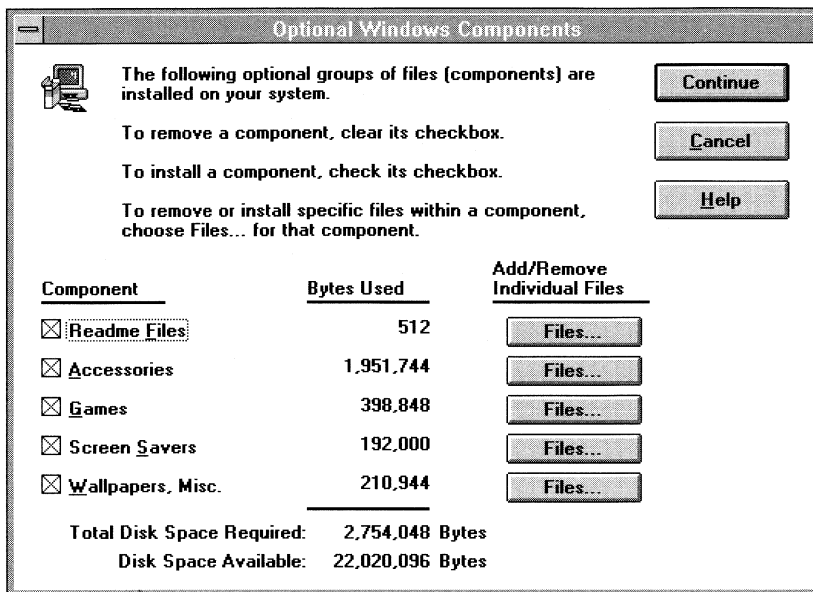 Optional Windows Components
The following optional groups of files (components) are
installed on your system.
To remove a component, clear its checkbox.
To install a component, check its checkbox.
To remove or install specific files within a component,
choose Files... for that component.
Continue
Cancel
Help
Component Bytes Used Add/Remove
Individual Files
Readme Files 512 Files...
Accessories 1,951,744 Files...
Games 398,848 Files...
Screen Savers 192,000 Files...
Wallpapers, Misc. 210,944 Files...
Total Disk Space Required: 2,754,048 Bytes
Disk Space Available: 22,020,096 Bytes